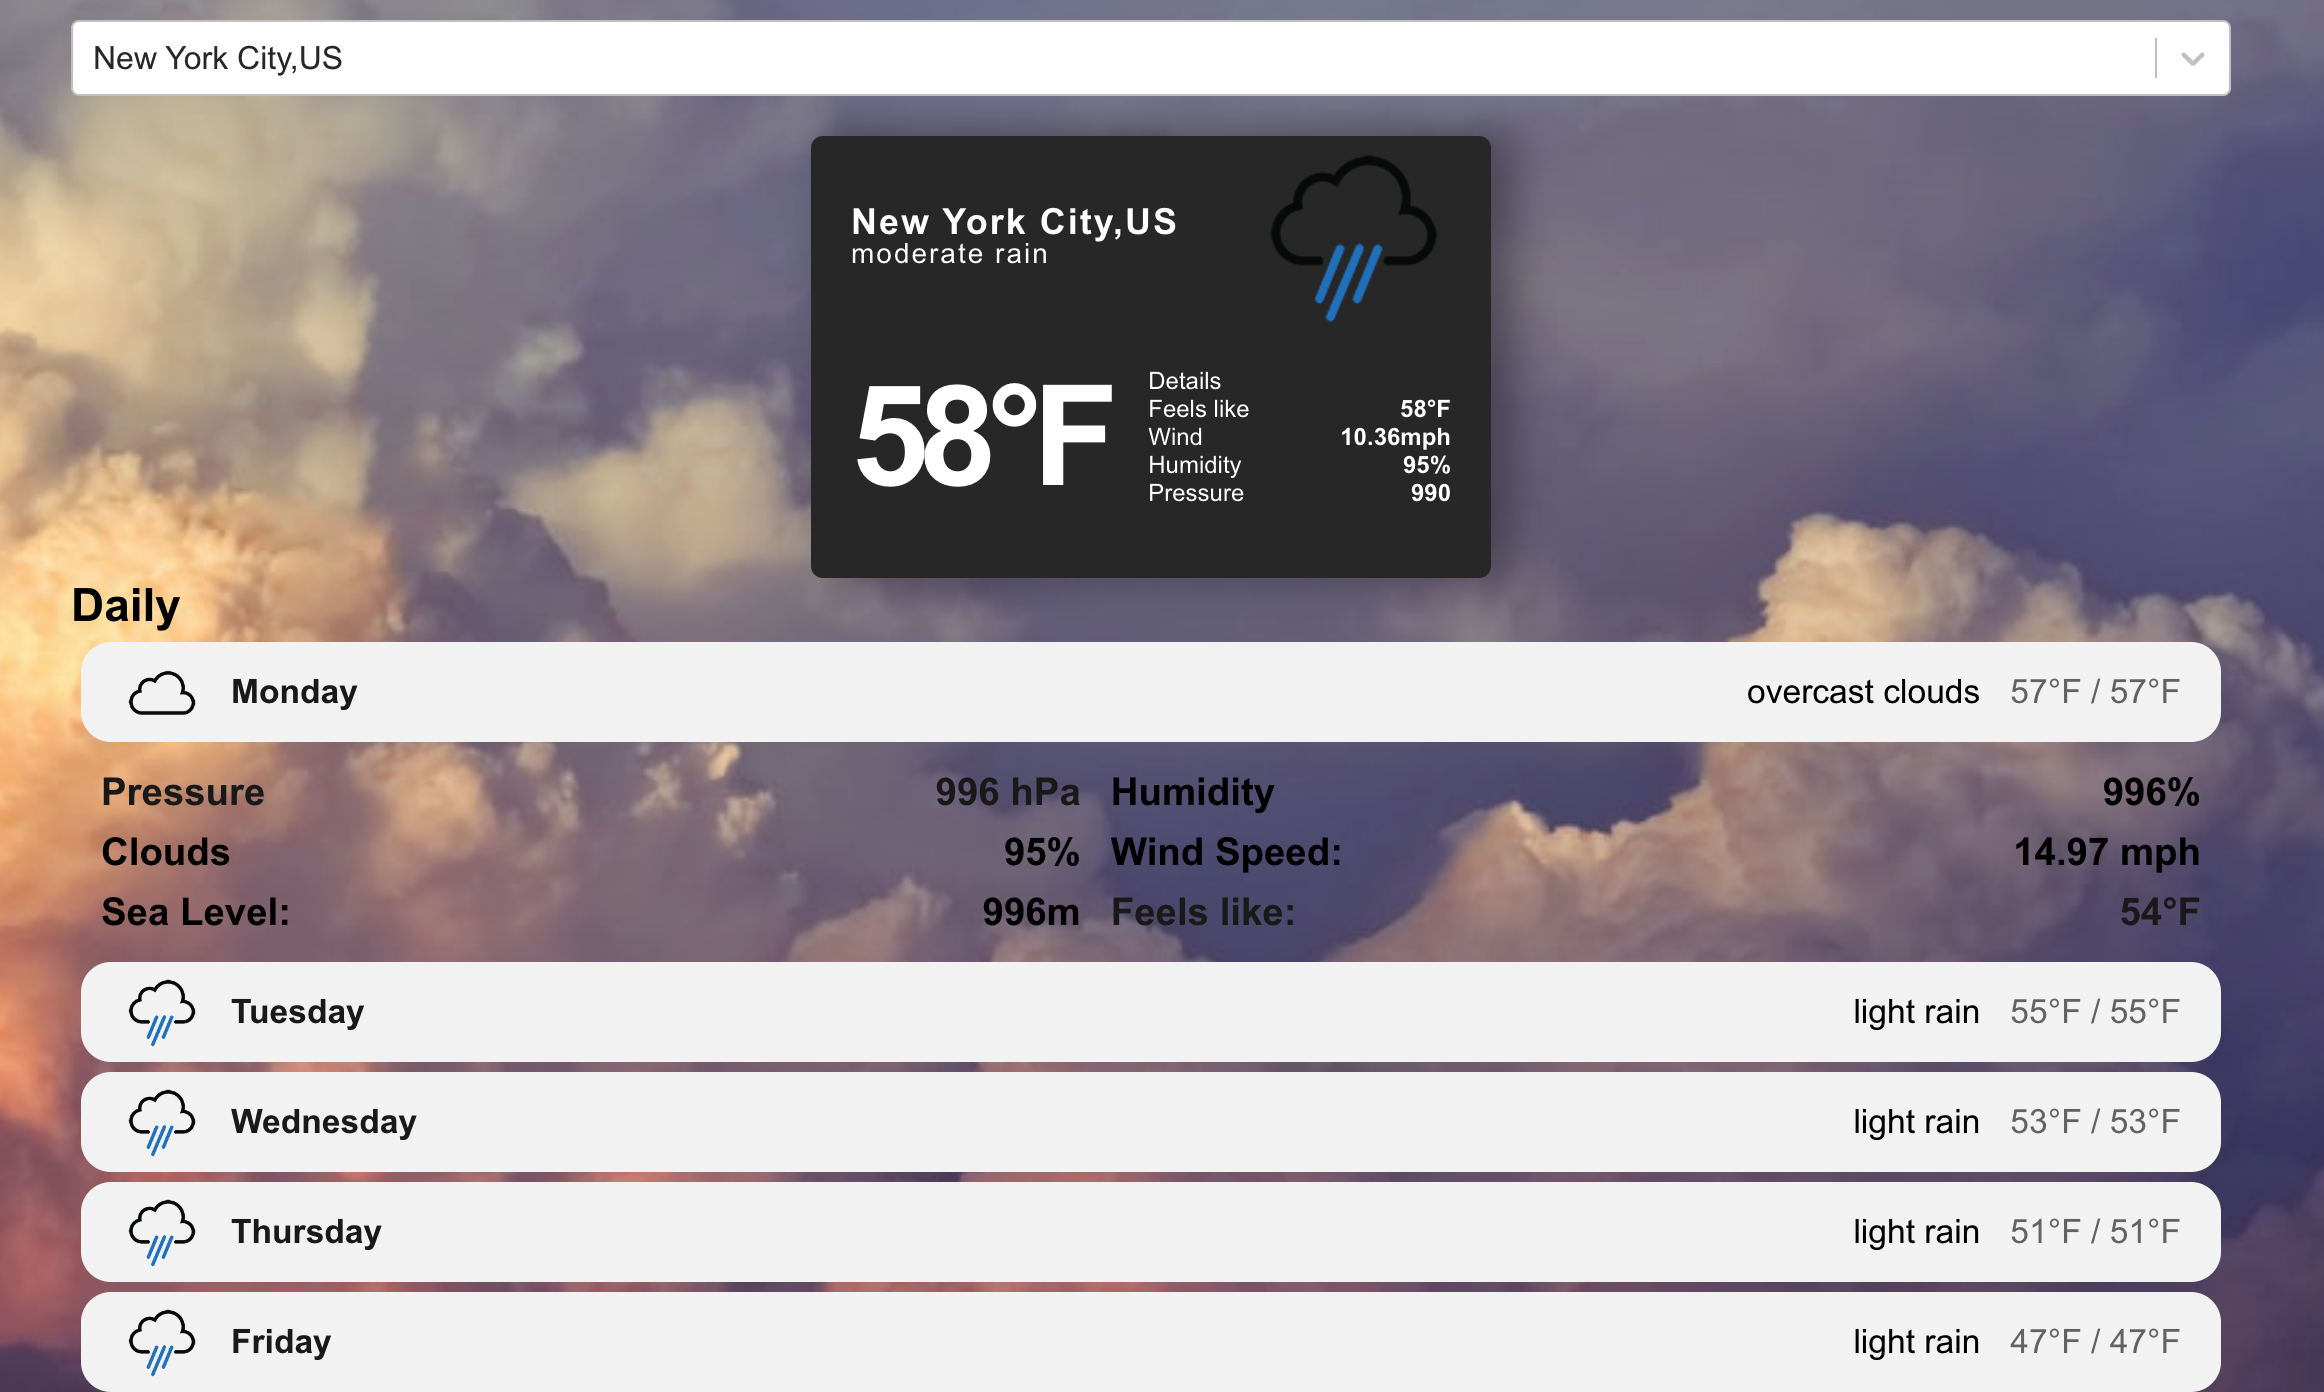 New York City,US
New York City,US
moderate rain
58°F
Details
Feels like 58°F
Wind 10.36mph
Humidity 95%
Pressure 990
Daily
Monday overcast clouds 57°F / 57°F
Pressure 996 hPa Humidity 996%
Clouds 95% Wind Speed: 14.97 mph
Sea Level: 996m Feels like: 54°F
Tuesday light rain 55°F / 55°F
Wednesday light rain 53°F / 53°F
Thursday light rain 51°F / 51°F
Friday light rain 47°F / 47°F